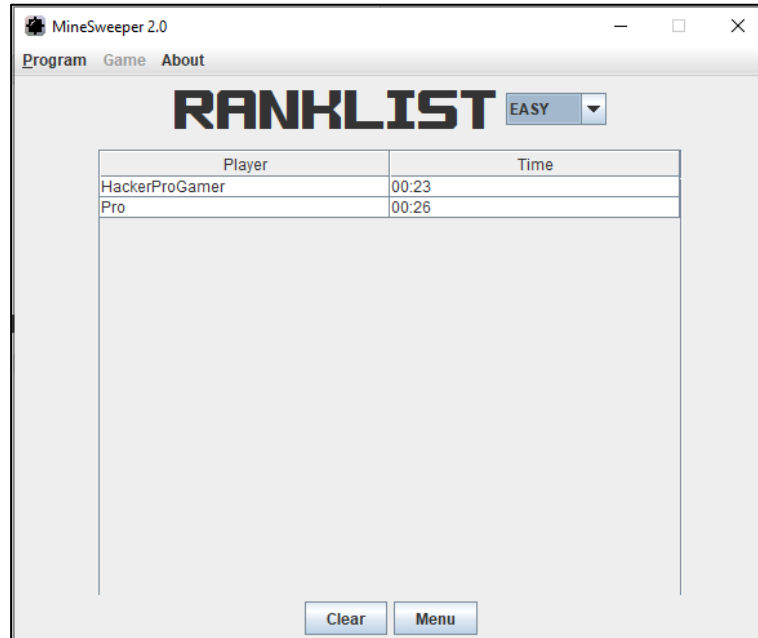 MineSweeper 2.0
Program Game About
RANKLIST EASY
Player Time
HackerProGamer 00:23
Pro 00:26
Clear Menu